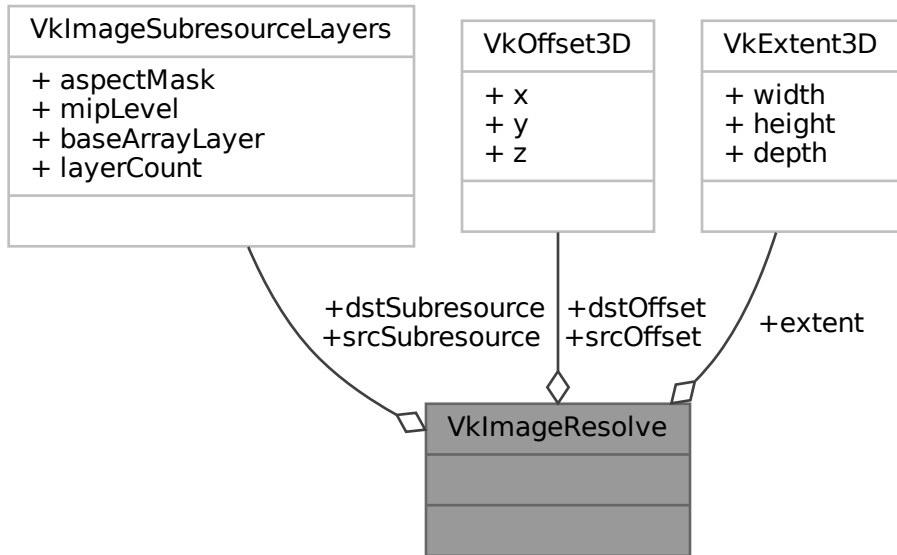 VkImageSubresourceLayers
+ aspectMask
+ mipLevel
+ baseArrayLayer
+ layerCount
VkOffset3D
+ x
+ y
+ z
VkExtent3D
+ width
+ height
+ depth
+dstSubresource
+srcSubresource
+dstOffset
+srcOffset
+extent
VkImageResolve